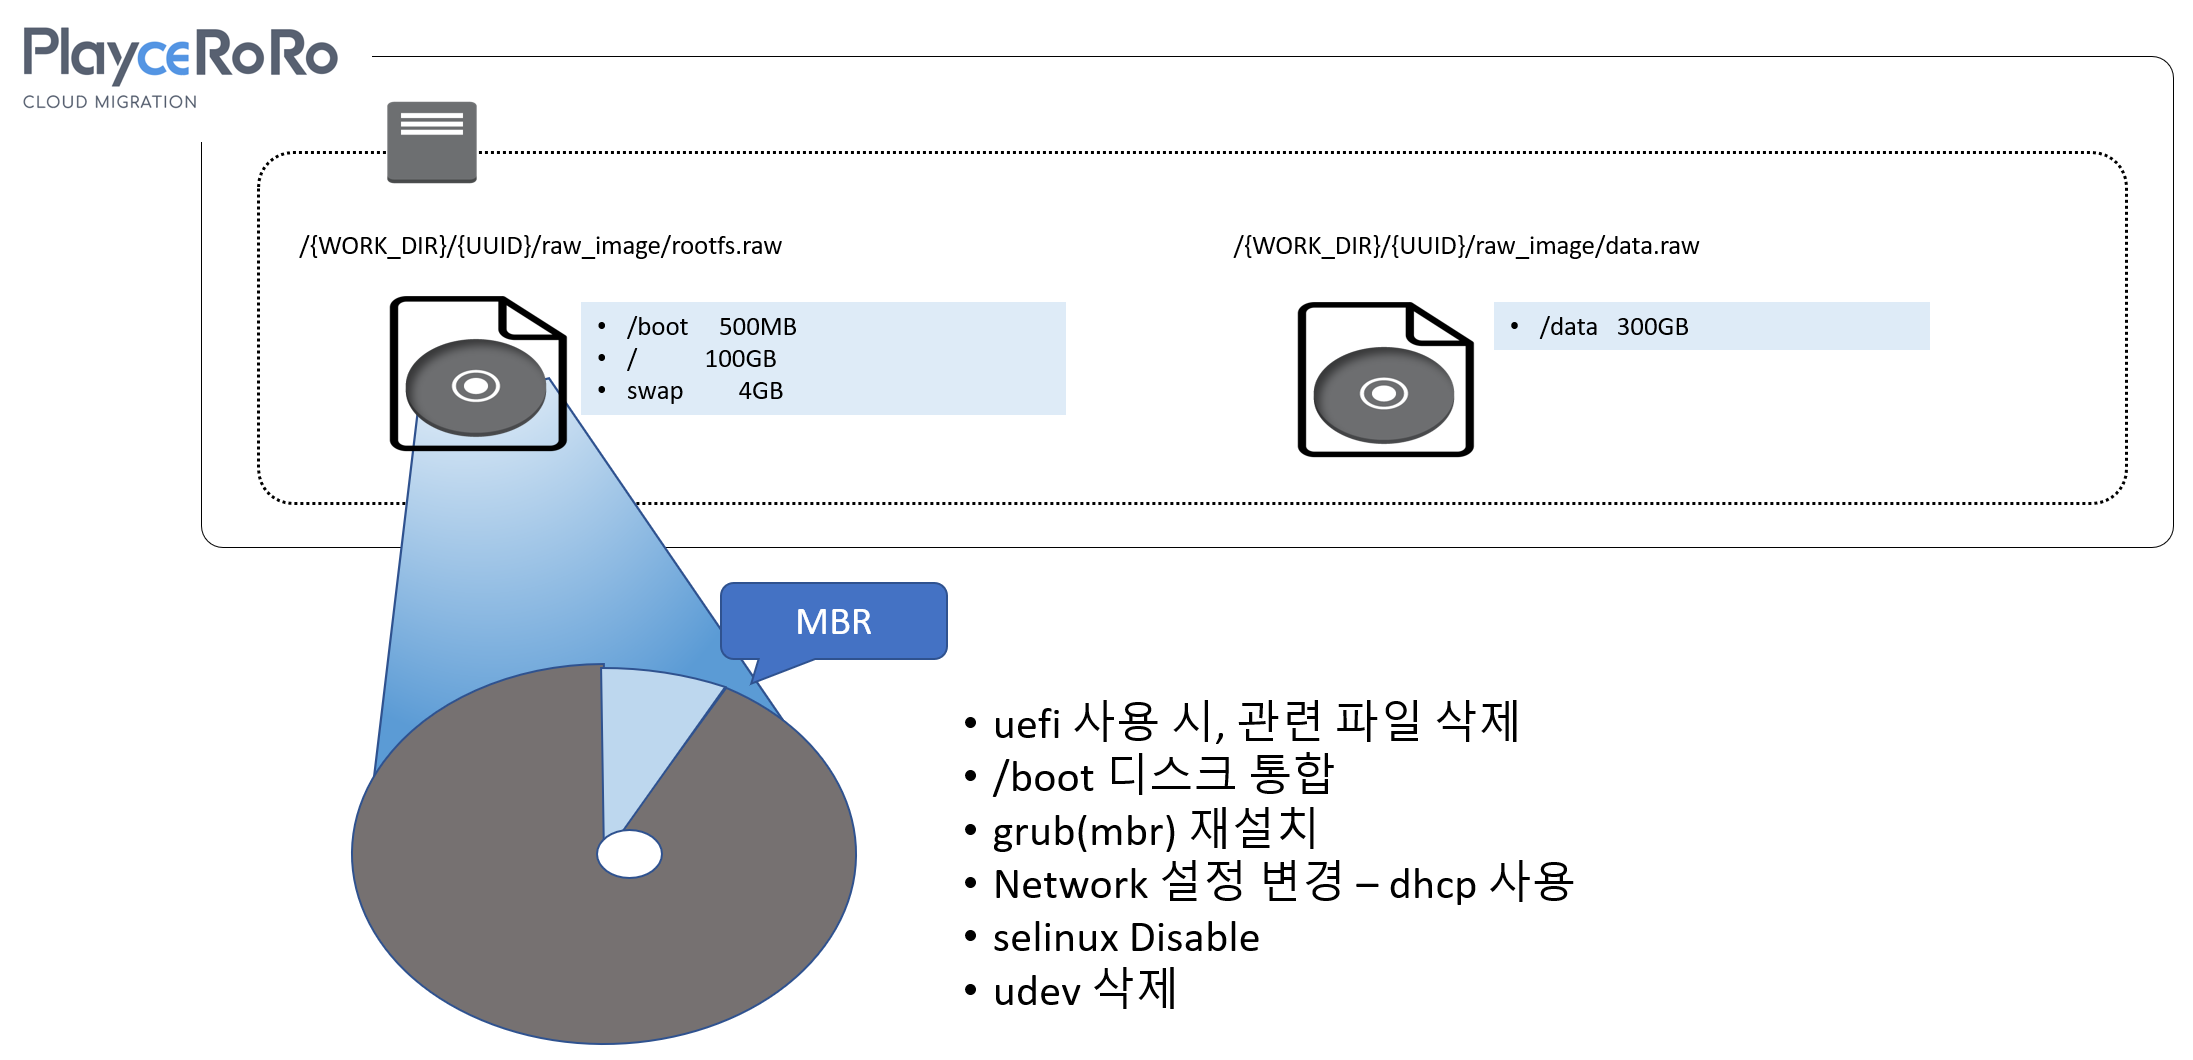 PlayceRoRo
CLOUD MIGRATION
/{WORK_DIR}/{UUID}/raw_image/rootfs.raw
• /boot 500MB
• / 100GB
• swap 4GB
/{WORK_DIR}/{UUID}/raw_image/data.raw
• /data 300GB
MBR
• uefi 사용 시, 관련 파일 삭제
• /boot 디스크 통합
• grub(mbr) 재설치
• Network 설정 변경 – dhcp 사용
• selinux Disable
• udev 삭제